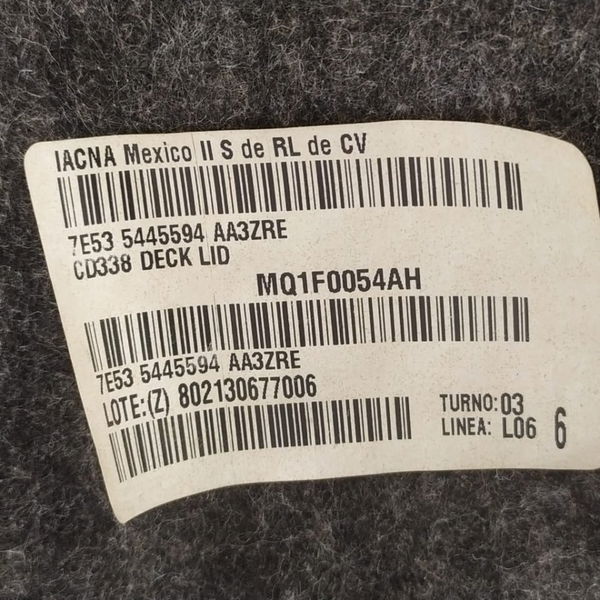 IACNA Mexico II S de RL de CV
7E53 5445594 AA3ZRE
CD338 DECK LID
MQ1F0054AH
7E53 5445594 AA3ZRE
LOTE:(Z) 802130677006
TURNO: 03
LINEA: L06 6